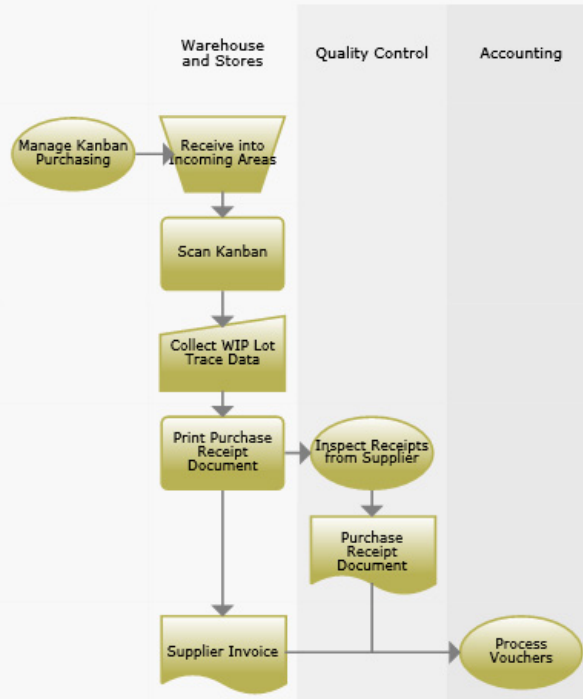 Warehouse
and Stores
Quality Control
Accounting
Manage Kanban
Purchasing
Receive into
Incoming Areas
Scan Kanban
Collect WIP Lot
Trace Data
Print Purchase
Receipt
Document
Inspect Receipts
from Supplier
Purchase
Receipt
Document
Supplier Invoice
Process
Vouchers